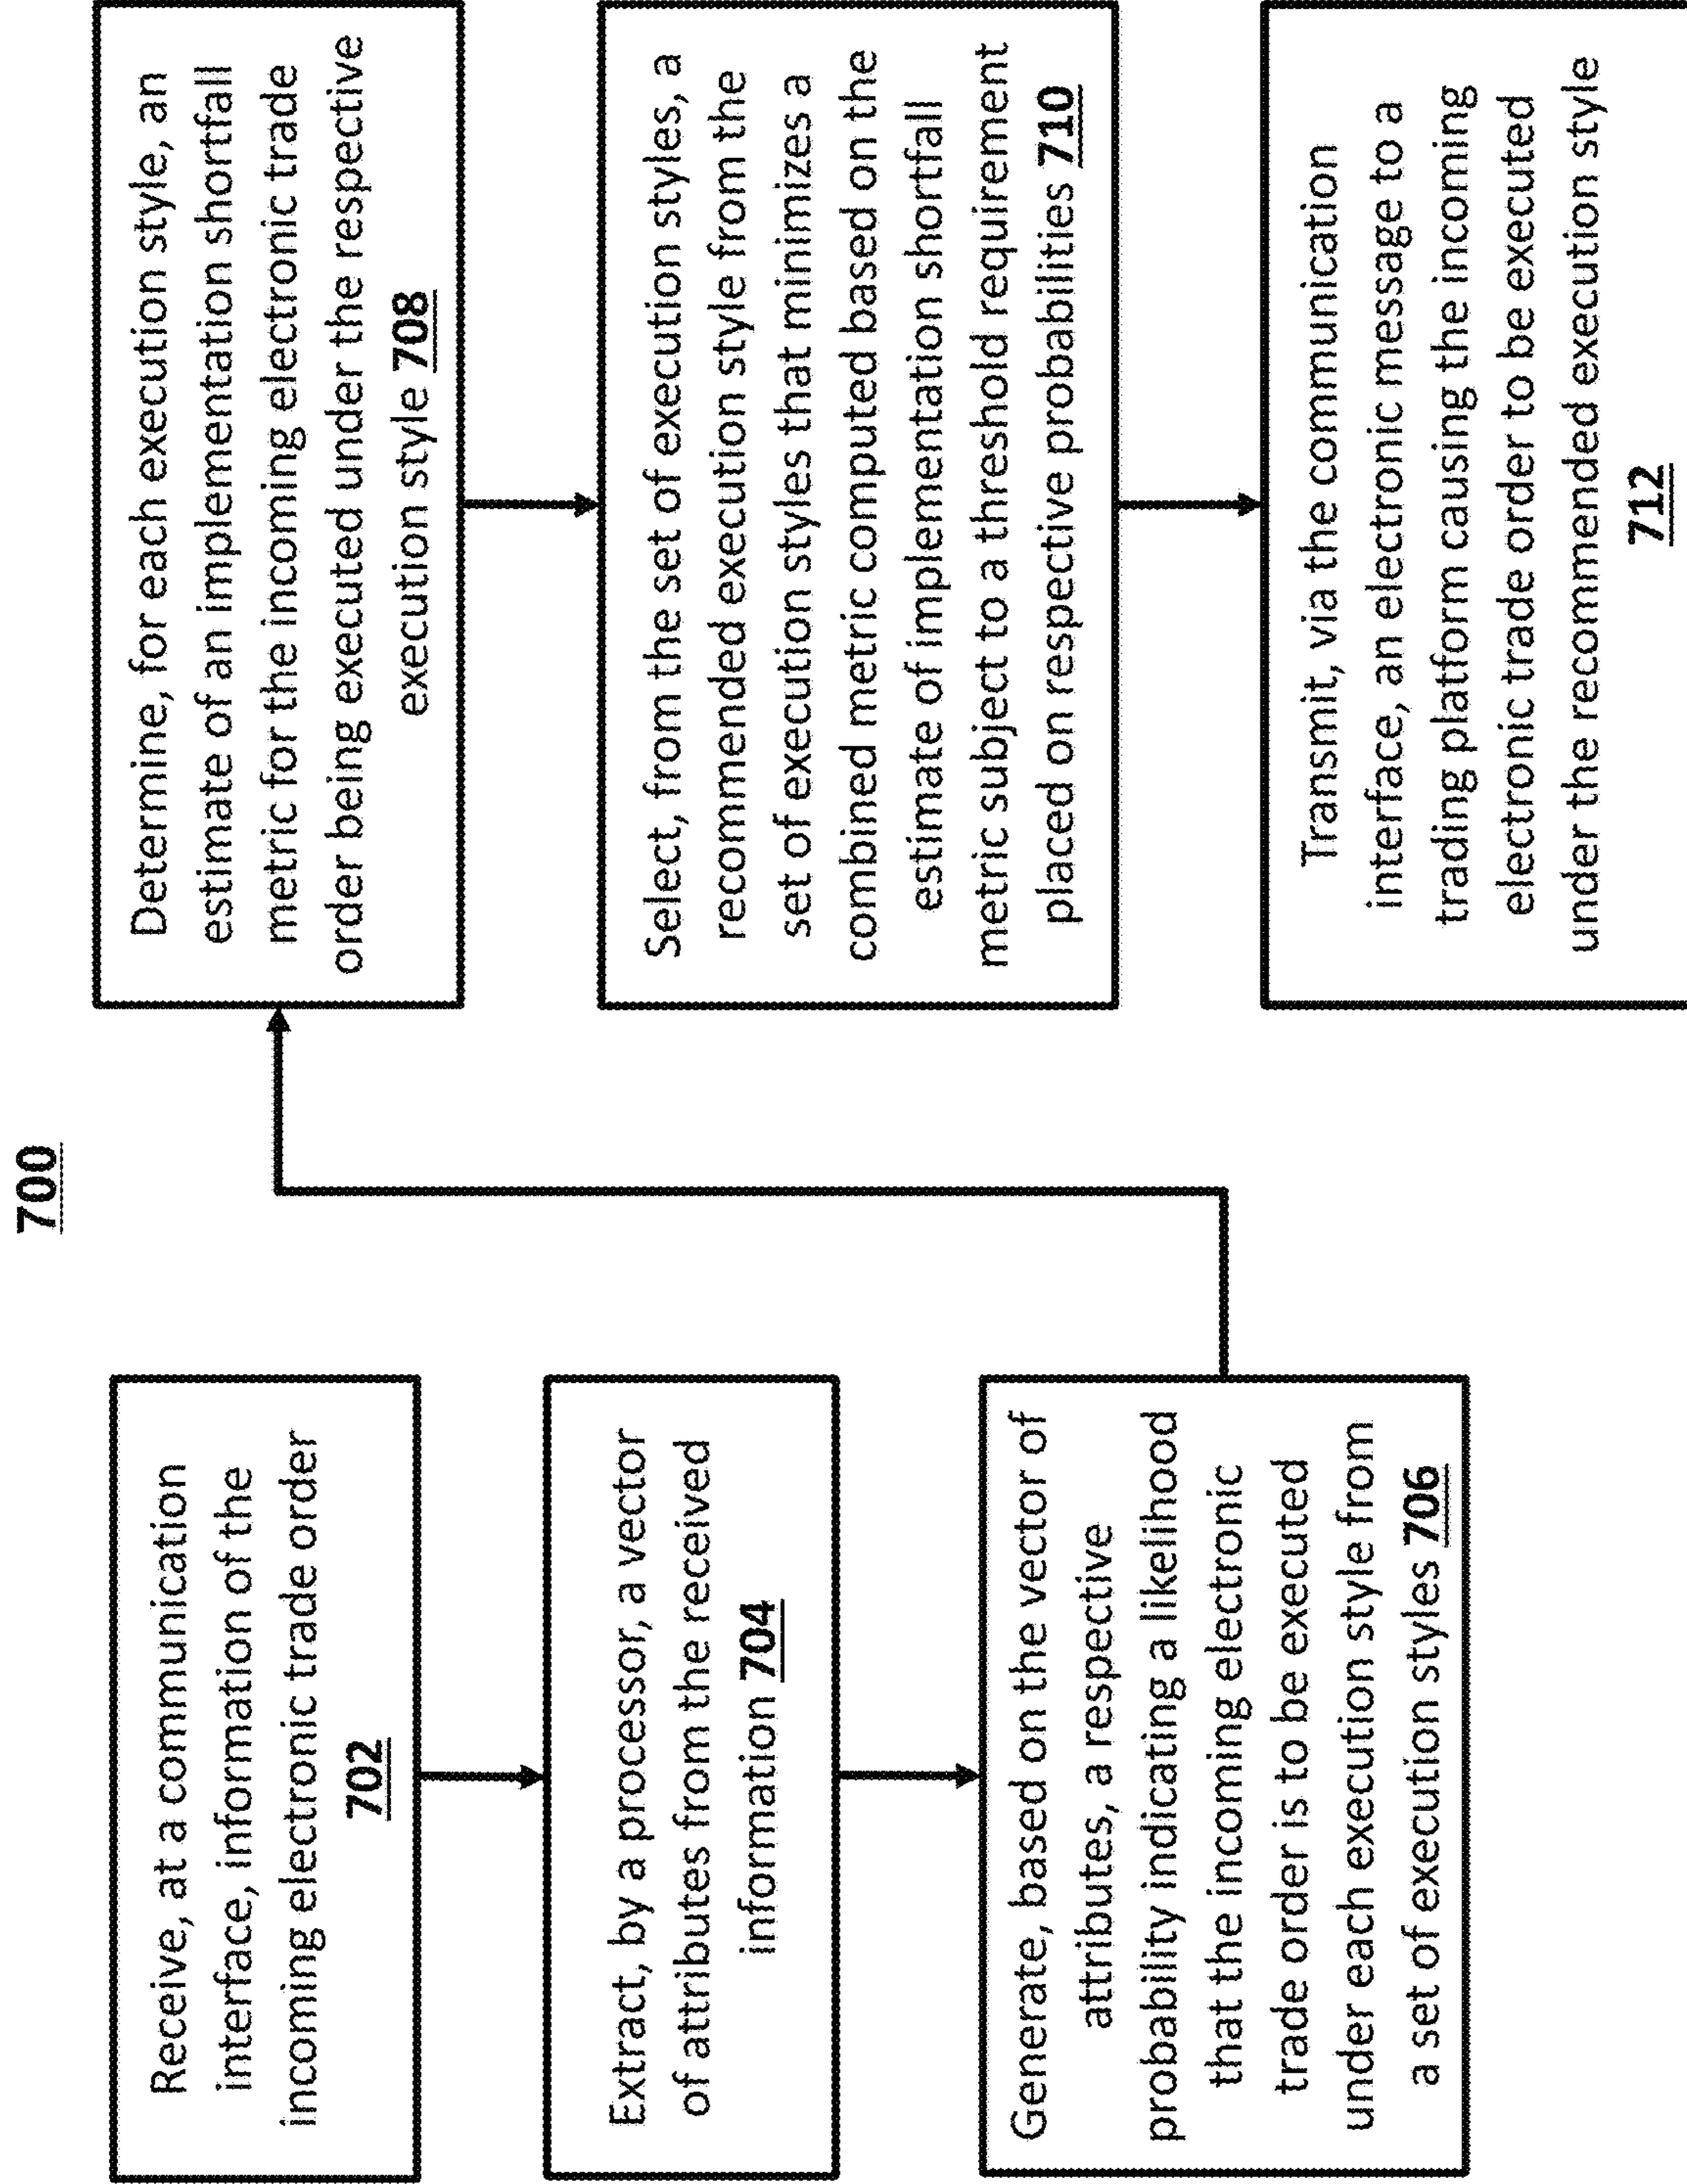 700
Receive, at a communication
interface, information of the
incoming electronic trade order
702
Extract, by a processor, a vector
of attributes from the received
information 704
Generate, based on the vector of
attributes, a respective
probability indicating a likelihood
that the incoming electronic
trade order is to be executed
under each execution style from
a set of execution styles 706
Determine, for each execution style, an
estimate of an implementation shortfall
metric for the incoming electronic trade
order being executed under the respective
execution style 708
Select, from the set of execution styles, a
recommended execution style from the
set of execution styles that minimizes a
combined metric computed based on the
estimate of implementation shortfall
metric subject to a threshold requirement
placed on respective probabilities 710
Transmit, via the communication
interface, an electronic message to a
trading platform causing the incoming
electronic trade order to be executed
under the recommended execution style
712